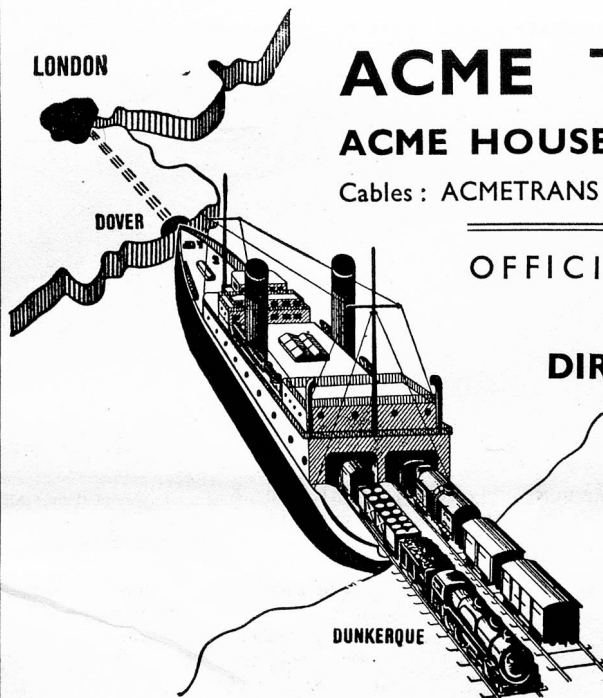 LONDON
ACME T
ACME HOUSE
Cables : ACMETRANS
DOVER
OFFICI
DIR
DUNKERQUE